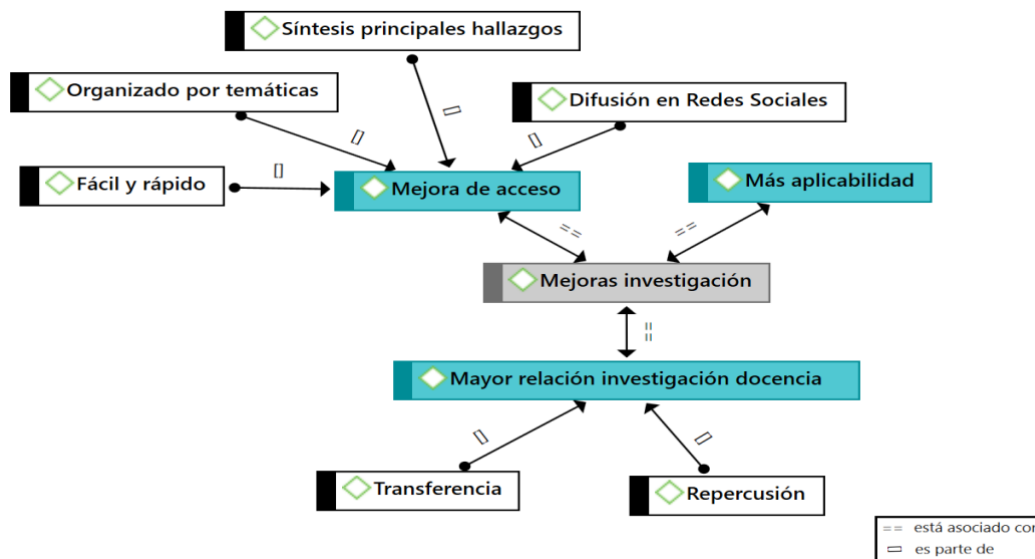 Síntesis principales hallazgos
Organizado por temáticas
Difusión en Redes Sociales
[]
[]
[]
[]
Fácil y rápido
Mejora de acceso
Más aplicabilidad
==
==
Mejoras investigación
==
Mayor relación investigación docencia
[]
[]
Transferencia
Repercusión
== está asociado con
[] es parte de